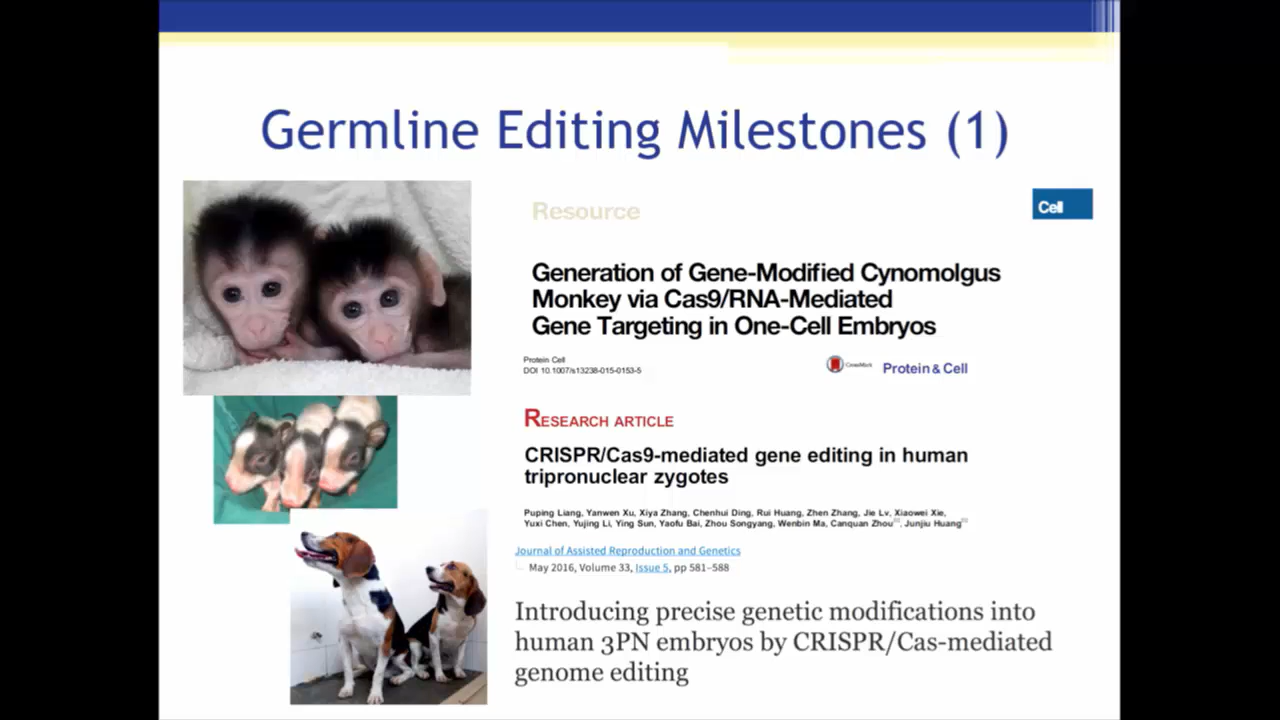 Germline Editing Milestones (1)
Resource
Cell
Generation of Gene-Modified Cynomolgus
Monkey via Cas9/RNA-Mediated
Gene Targeting in One-Cell Embryos
Protein Cell
DOI 10.1007/s13238-015-0153-5
CrossMark
Protein & Cell
RESEARCH ARTICLE
CRISPR/Cas9-mediated gene editing in human
tripronuclear zygotes
Puping Liang, Yanwen Xu, Xiya Zhang, Chenhui Ding, Rui Huang, Zhen Zhang, Jie Lv, Xiaowei Xie,
Yuxi Chen, Yujing Li, Ying Sun, Yaofu Bai, Zhou Songyang, Wenbin Ma, Canquan Zhou, Junjiu Huang
Journal of Assisted Reproduction and Genetics
May 2016, Volume 33, Issue 5, pp 581–588
Introducing precise genetic modifications into
human 3PN embryos by CRISPR/Cas-mediated
genome editing